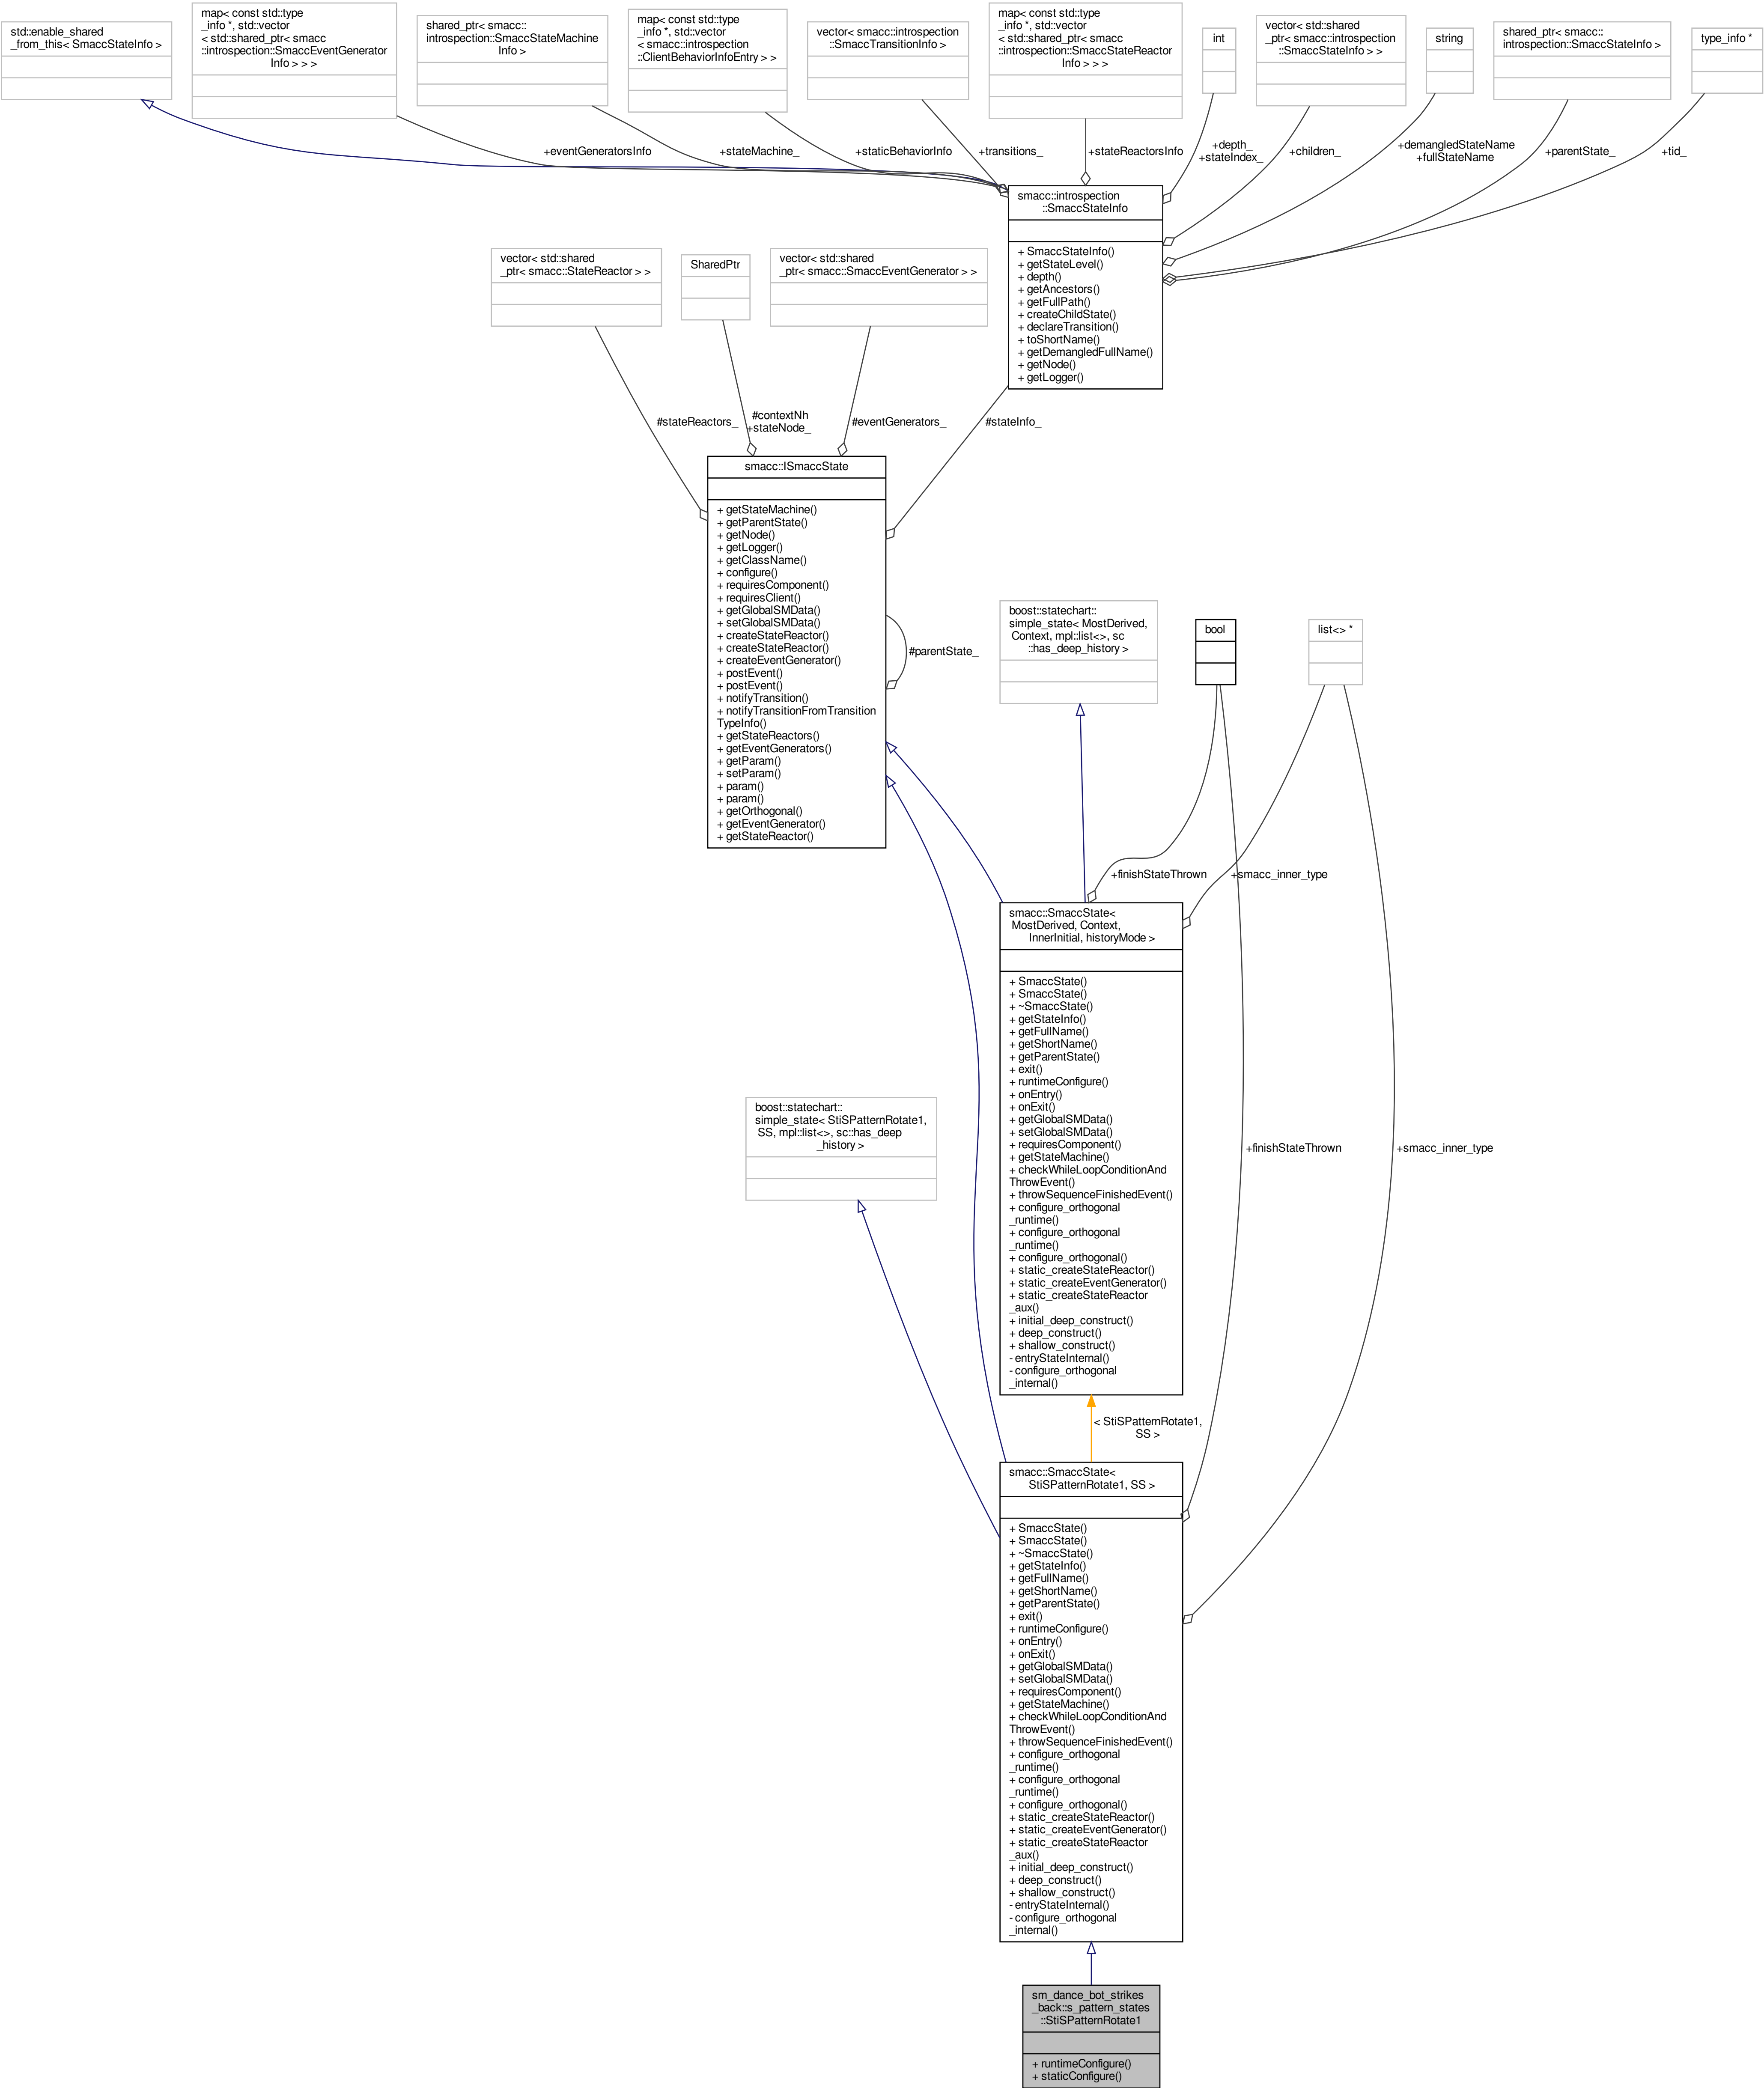 std::enable_shared
_from_this< SmaccStateInfo >
map< const std::type
_info *, std::vector
< std::shared_ptr< smacc
::introspection::SmaccEventGenerator
Info > > >
shared_ptr< smacc::
introspection::SmaccStateMachine
Info >
map< const std::type
_info *, std::vector
< smacc::introspection
::ClientBehaviorInfoEntry > >
vector< smacc::introspection
::SmaccTransitionInfo >
map< const std::type
_info *, std::vector
< std::shared_ptr< smacc
::introspection::SmaccStateReactor
Info > > >
int
vector< std::shared
_ptr< smacc::introspection
::SmaccStateInfo > >
string
shared_ptr< smacc::
introspection::SmaccStateInfo >
type_info *
+eventGeneratorsInfo
+stateMachine_
+staticBehaviorInfo
+transitions_
+stateReactorsInfo
+depth_
+stateIndex_
+children_
+demangledStateName
+fullStateName
+parentState_
+tid_
smacc::introspection
::SmaccStateInfo
+ SmaccStateInfo()
+ getStateLevel()
+ depth()
+ getAncestors()
+ getFullPath()
+ createChildState()
+ declareTransition()
+ toShortName()
+ getDemangledFullName()
+ getNode()
+ getLogger()
vector< std::shared
_ptr< smacc::StateReactor > >
SharedPtr
vector< std::shared
_ptr< smacc::SmaccEventGenerator > >
#stateReactors_
#contextNh
+stateNode_
#eventGenerators_
#stateInfo_
smacc::ISmaccState
+ getStateMachine()
+ getParentState()
+ getNode()
+ getLogger()
+ getClassName()
+ configure()
+ requiresComponent()
+ requiresClient()
+ getGlobalSMData()
+ setGlobalSMData()
+ createStateReactor()
+ createStateReactor()
+ createEventGenerator()
+ postEvent()
+ postEvent()
+ notifyTransition()
+ notifyTransitionFromTransition
TypeInfo()
+ getStateReactors()
+ getEventGenerators()
+ getParam()
+ setParam()
+ param()
+ param()
+ getOrthogonal()
+ getEventGenerator()
+ getStateReactor()
#parentState_
boost::statechart::
simple_state< MostDerived,
Context, mpl::list<>, sc
::has_deep_history >
bool
list<> *
+finishStateThrown
+smacc_inner_type
smacc::SmaccState<
MostDerived, Context,
InnerInitial, historyMode >
+ SmaccState()
+ SmaccState()
+ ~SmaccState()
+ getStateInfo()
+ getFullName()
+ getShortName()
+ getParentState()
+ exit()
+ runtimeConfigure()
+ onEntry()
+ onExit()
+ getGlobalSMData()
+ setGlobalSMData()
+ requiresComponent()
+ getStateMachine()
+ checkWhileLoopConditionAnd
ThrowEvent()
+ throwSequenceFinishedEvent()
+ configure_orthogonal
_runtime()
+ configure_orthogonal
_runtime()
+ configure_orthogonal()
+ static_createStateReactor()
+ static_createEventGenerator()
+ static_createStateReactor
_aux()
+ initial_deep_construct()
+ deep_construct()
+ shallow_construct()
- entryStateInternal()
- configure_orthogonal
_internal()
boost::statechart::
simple_state< StiSPatternRotate1,
SS, mpl::list<>, sc::has_deep
_history >
+finishStateThrown
+smacc_inner_type
< StiSPatternRotate1,
SS >
smacc::SmaccState<
StiSPatternRotate1, SS >
+ SmaccState()
+ SmaccState()
+ ~SmaccState()
+ getStateInfo()
+ getFullName()
+ getShortName()
+ getParentState()
+ exit()
+ runtimeConfigure()
+ onEntry()
+ onExit()
+ getGlobalSMData()
+ setGlobalSMData()
+ requiresComponent()
+ getStateMachine()
+ checkWhileLoopConditionAnd
ThrowEvent()
+ throwSequenceFinishedEvent()
+ configure_orthogonal
_runtime()
+ configure_orthogonal
_runtime()
+ configure_orthogonal()
+ static_createStateReactor()
+ static_createEventGenerator()
+ static_createStateReactor
_aux()
+ initial_deep_construct()
+ deep_construct()
+ shallow_construct()
- entryStateInternal()
- configure_orthogonal
_internal()
sm_dance_bot_strikes
_back::s_pattern_states
::StiSPatternRotate1
+ runtimeConfigure()
+ staticConfigure()